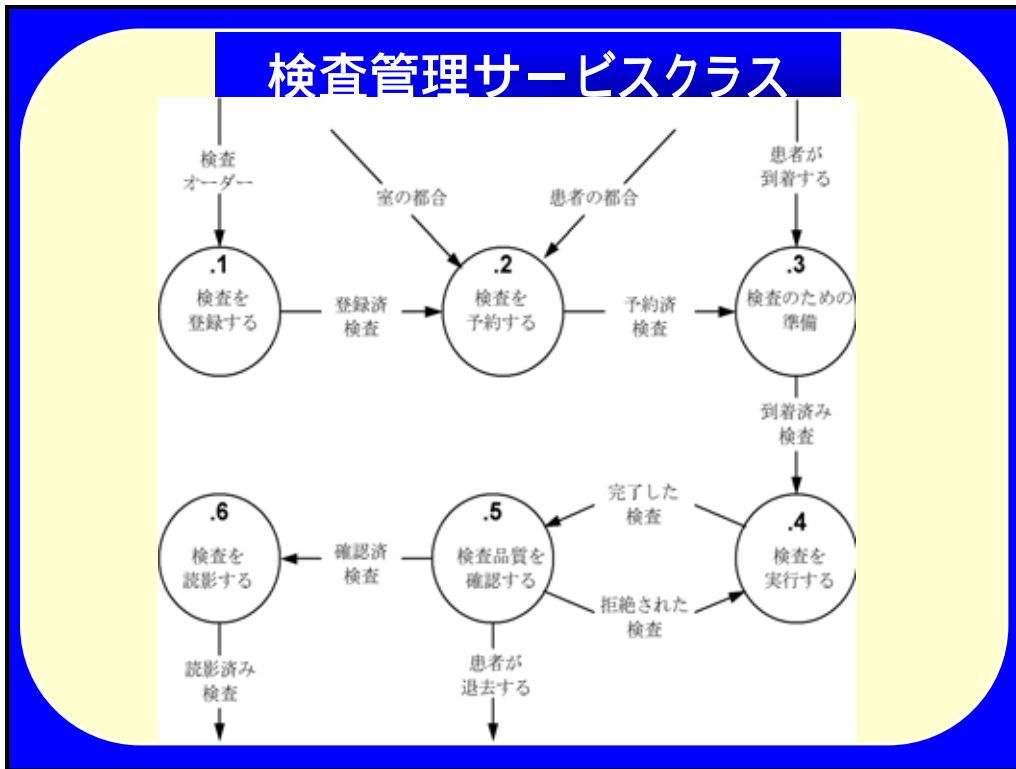 検査管理サービスクラス
検査
オーダー
室の都合
患者の都合
患者が
到着する
.1
検査を
登録する
登録済
検査
.2
検査を
予約する
予約済
検査
.3
検査のための
準備
到着済み
検査
.4
検査を
実行する
完了した
検査
拒絶された
検査
.5
検査品質を
確認する
確認済
検査
.6
検査を
読影する
読影済み
検査
患者が
退去する